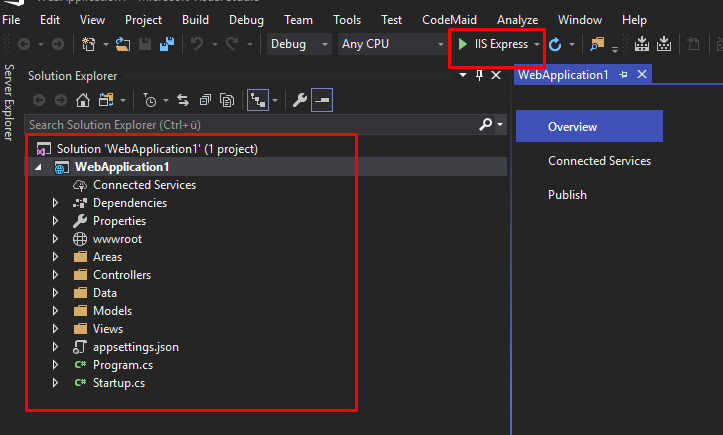 File Edit View Project Build Debug Team Tools Test CodeMaid Analyze Window Help
Debug Any CPU IIS Express
Server Explorer
Solution Explorer
WebApplication1
Search Solution Explorer (Ctrl+ü)
Overview
Connected Services
Publish
Solution 'WebApplication1' (1 project)
WebApplication1
Connected Services
Dependencies
Properties
wwwroot
Areas
Controllers
Data
Models
Views
appsettings.json
C# Program.cs
C# Startup.cs